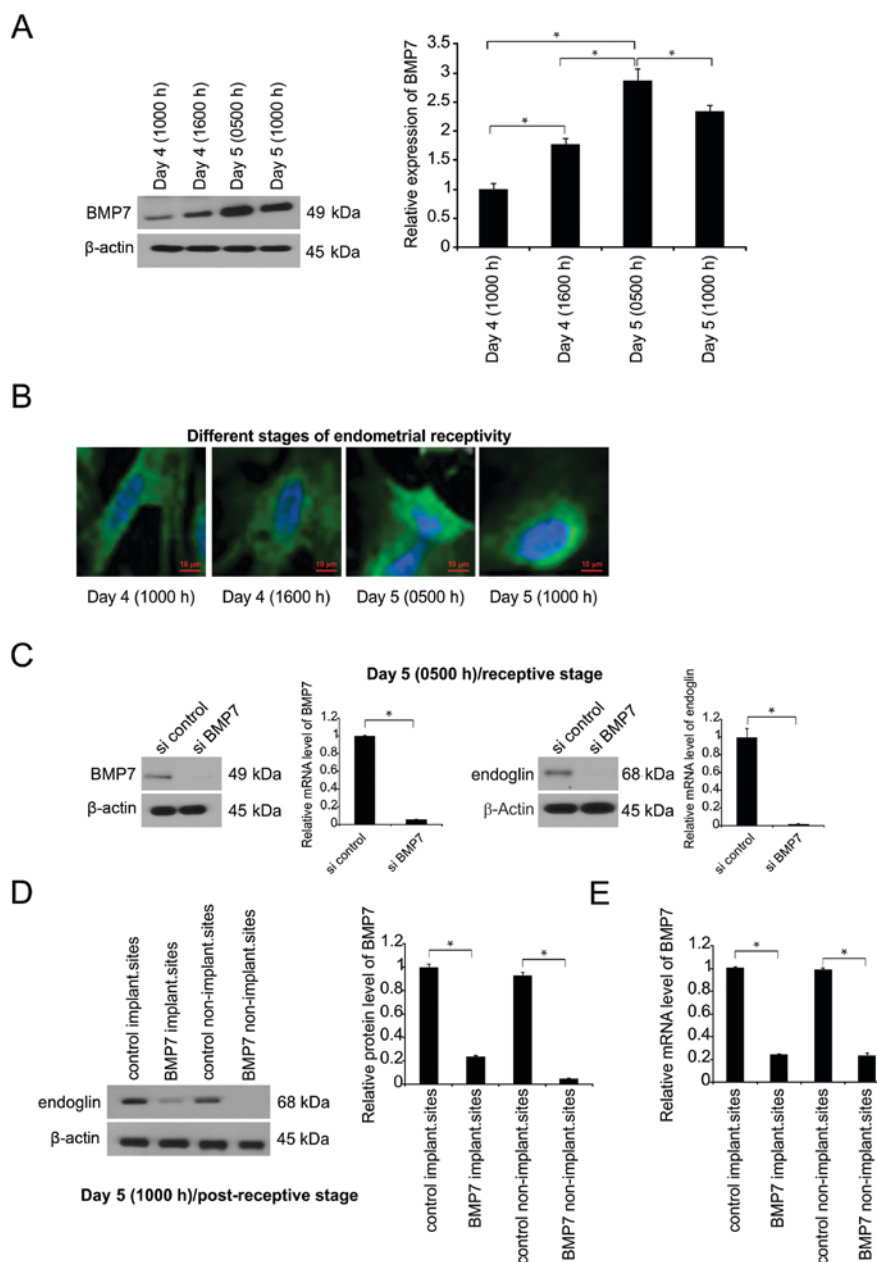 A
Day 4 (1000 h)
Day 4 (1600 h)
Day 5 (0500 h)
Day 5 (1000 h)
BMP7
49 kDa
β-actin
45 kDa
Relative expression of BMP7
3.5
3
2.5
2
1.5
1
0.5
0
*
*
*
*
Day 4 (1000 h)
Day 4 (1600 h)
Day 5 (0500 h)
Day 5 (1000 h)
B
Different stages of endometrial receptivity
10 μm
10 μm
10 μm
10 μm
Day 4 (1000 h)
Day 4 (1600 h)
Day 5 (0500 h)
Day 5 (1000 h)
C
Day 5 (0500 h)/receptive stage
si control
si BMP7
BMP7
49 kDa
β-actin
45 kDa
Relative mRNA level of BMP7
1.2
1
0.8
0.6
0.4
0.2
0
*
si control
si BMP7
si control
si BMP7
endoglin
68 kDa
β-Actin
45 kDa
Relative mRNA level of endoglin
1.2
1
0.8
0.6
0.4
0.2
0
*
si control
si BMP7
D
control implant.sites
BMP7 implant.sites
control non-implant.sites
BMP7 non-implant.sites
endoglin
68 kDa
β-actin
45 kDa
Day 5 (1000 h)/post-receptive stage
Relative protein level of BMP7
1.2
1
0.8
0.6
0.4
0.2
0
*
*
control implant.sites
BMP7 implant.sites
control non-implant.sites
BMP7 non-implant.sites
E
Relative mRNA level of BMP7
1.2
1
0.8
0.6
0.4
0.2
0
*
*
control implant.sites
BMP7 implant.sites
control non-implant.sites
BMP7 non-implant.sites